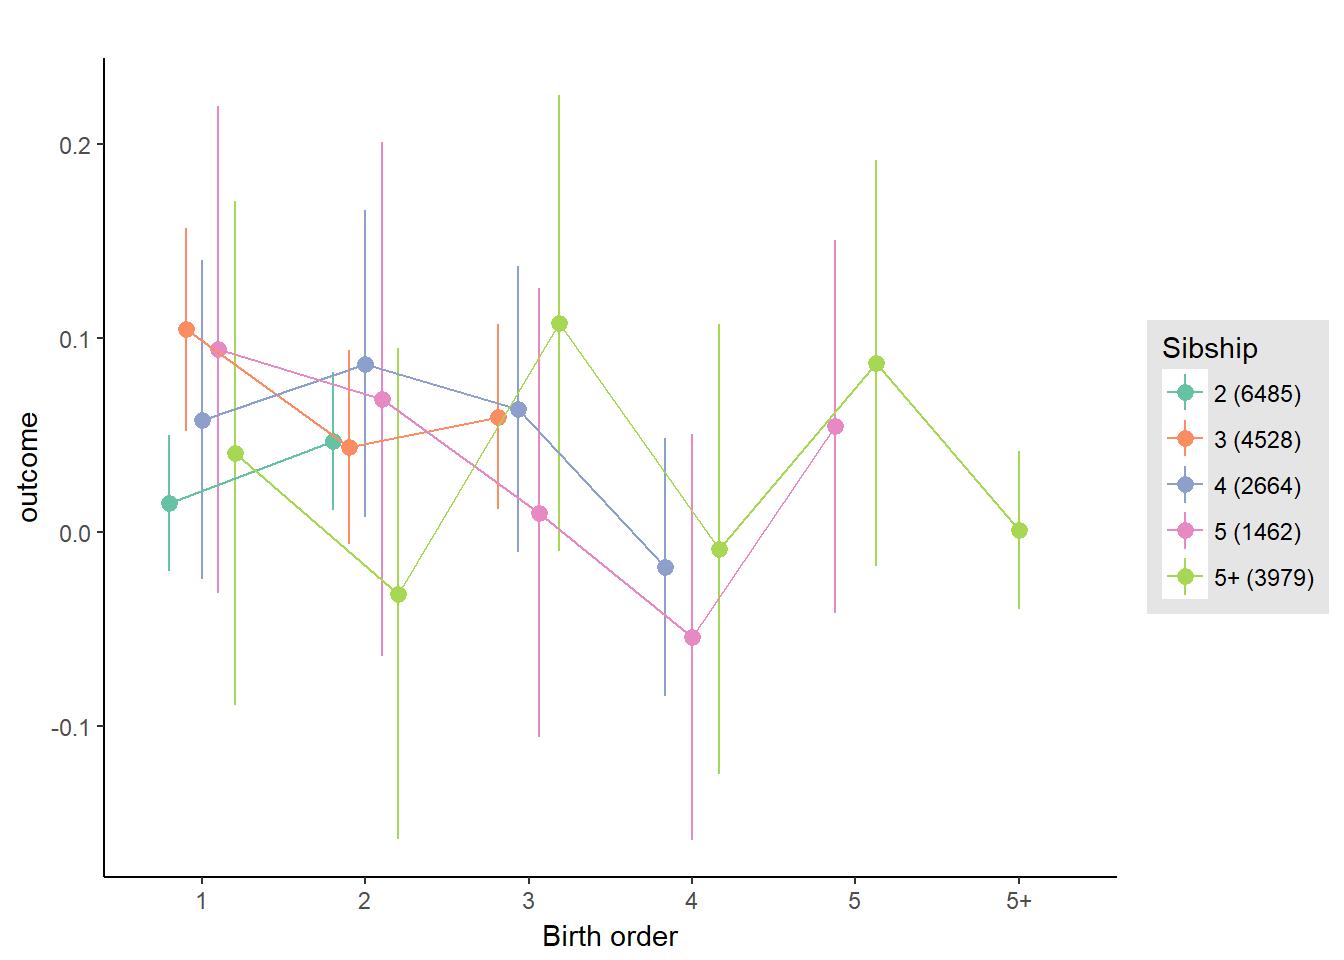 0.2
0.1
0.0
-0.1
outcome
1 2 3 4 5 5+
Birth order
Sibship
2 (6485)
3 (4528)
4 (2664)
5 (1462)
5+ (3979)